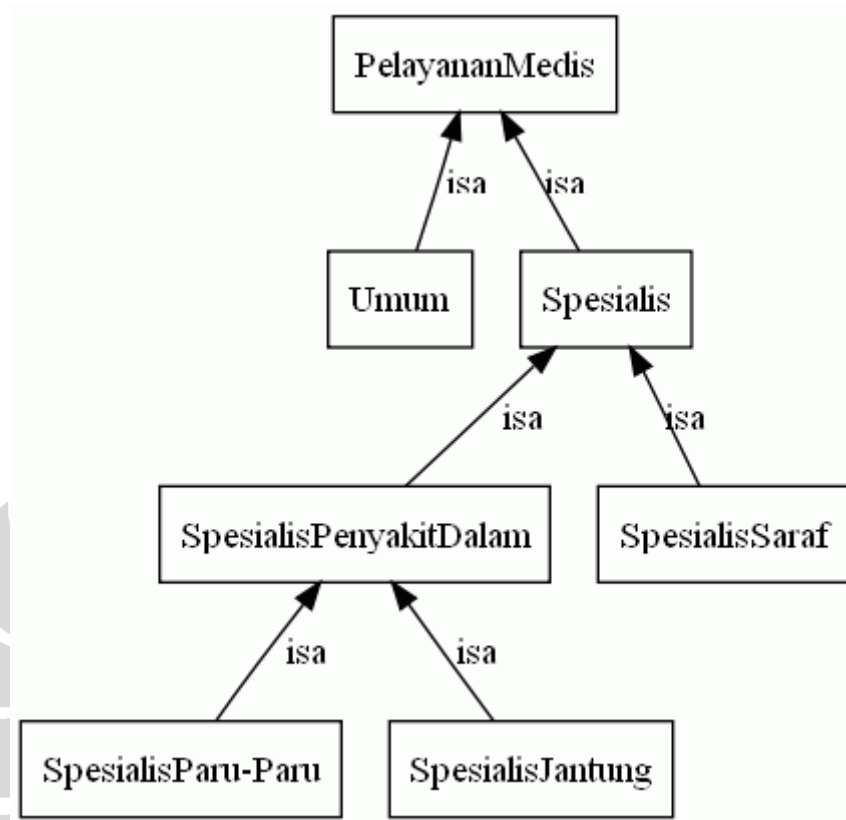 PelayananMedis
isa
isa
Umum
Spesialis
isa
isa
SpesialisPenyakitDalam
SpesialisSaraf
isa
isa
SpesialisParu-Paru
SpesialisJantung